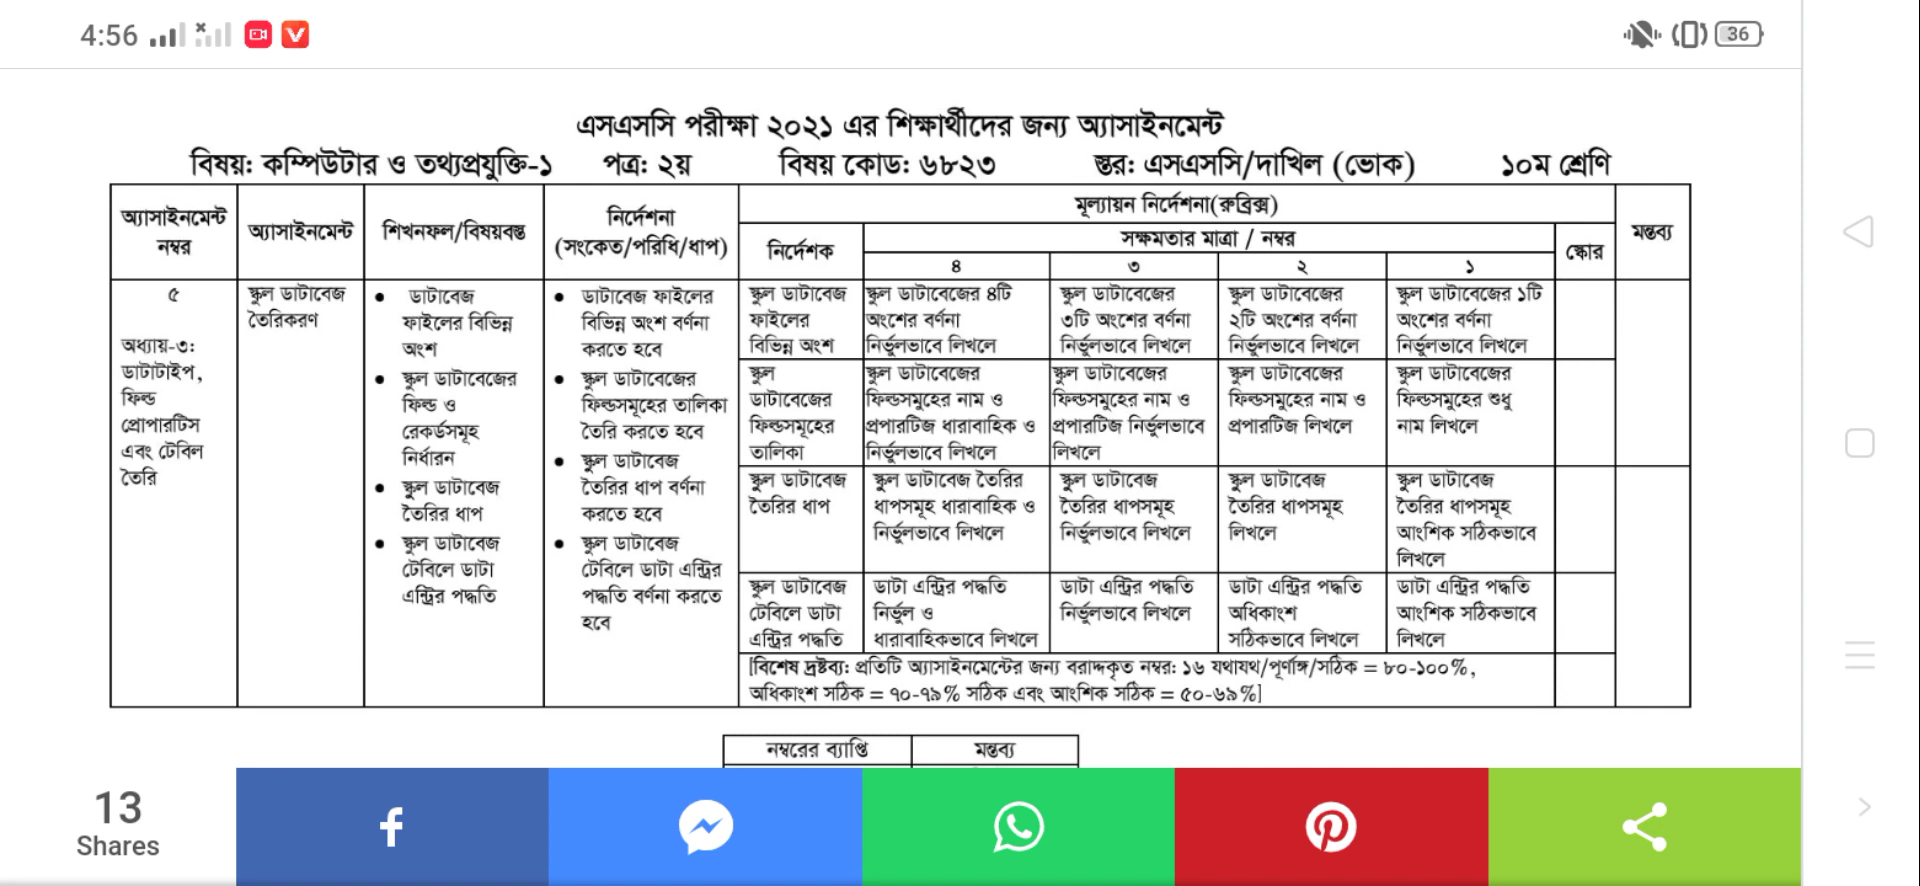 4:56
36
এসএসসি পরীক্ষা ২০২১ এর শিক্ষার্থীদের জন্য অ্যাসাইনমেন্ট
বিষয়: কম্পিউটার ও তথ্যপ্রযুক্তি-১ পত্র: ২য় বিষয় কোড: ৬৮২৩ স্তর: এসএসসি/দাখিল (ভোক) ১০ম শ্রেণি
অ্যাসাইনমেন্ট
নম্বর
অ্যাসাইনমেন্ট
শিখনফল/বিষয়বস্তু
নির্দেশনা
(সংকেত/পরিধি/ধাপ)
মূল্যায়ন নির্দেশনা(রুব্রিক্স)
নির্দেশক
সক্ষমতার মাত্রা / নম্বর
৪ ৩ ২ ১
স্কোর
মন্তব্য
৫
অধ্যায়-৩:
ডাটাটাইপ,
ফিল্ড
প্রোপারটিস
এবং টেবিল
তৈরি
স্কুল ডাটাবেজ
তৈরিকরণ
• ডাটাবেজ
ফাইলের বিভিন্ন
অংশ
• স্কুল ডাটাবেজের
ফিল্ড ও
রেকর্ডসমূহ
নির্ধারন
• স্কুল ডাটাবেজ
তৈরির ধাপ
• স্কুল ডাটাবেজ
টেবিলে ডাটা
এন্ট্রির পদ্ধতি
• ডাটাবেজ ফাইলের
বিভিন্ন অংশ বর্ণনা
করতে হবে
• স্কুল ডাটাবেজের
ফিল্ডসমূহের তালিকা
তৈরি করতে হবে
• স্কুল ডাটাবেজ
তৈরির ধাপ বর্ণনা
করতে হবে
• স্কুল ডাটাবেজ
টেবিলে ডাটা এন্ট্রির
পদ্ধতি বর্ণনা করতে
হবে
স্কুল ডাটাবেজ
ফাইলের
বিভিন্ন অংশ
স্কুল ডাটাবেজের ৪টি
অংশের বর্ণনা
নির্ভুলভাবে লিখলে
স্কুল ডাটাবেজের
৩টি অংশের বর্ণনা
নির্ভুলভাবে লিখলে
স্কুল ডাটাবেজের
২টি অংশের বর্ণনা
নির্ভুলভাবে লিখলে
স্কুল ডাটাবেজের ১টি
অংশের বর্ণনা
নির্ভুলভাবে লিখলে
স্কুল
ডাটাবেজের
ফিল্ডসমূহের
তালিকা
স্কুল ডাটাবেজের
ফিল্ডসমুহের নাম ও
প্রপারটিজ ধারাবাহিক ও
নির্ভুলভাবে লিখলে
স্কুল ডাটাবেজের
ফিল্ডসমুহের নাম ও
প্রপারটিজ নির্ভুলভাবে
লিখলে
স্কুল ডাটাবেজের
ফিল্ডসমুহের নাম ও
প্রপারটিজ লিখলে
স্কুল ডাটাবেজের
ফিল্ডসমুহের শুধু
নাম লিখলে
স্কুল ডাটাবেজ
তৈরির ধাপ
স্কুল ডাটাবেজ তৈরির
ধাপসমূহ ধারাবাহিক ও
নির্ভুলভাবে লিখলে
স্কুল ডাটাবেজ
তৈরির ধাপসমূহ
নির্ভুলভাবে লিখলে
স্কুল ডাটাবেজ
তৈরির ধাপসমূহ
লিখলে
স্কুল ডাটাবেজ
তৈরির ধাপসমূহ
আংশিক সঠিকভাবে
লিখলে
স্কুল ডাটাবেজ
টেবিলে ডাটা
এন্ট্রির পদ্ধতি
ডাটা এন্ট্রির পদ্ধতি
নির্ভুল ও
ধারাবাহিকভাবে লিখলে
ডাটা এন্ট্রির পদ্ধতি
নির্ভুলভাবে লিখলে
ডাটা এন্ট্রির পদ্ধতি
অধিকাংশ
সঠিকভাবে লিখলে
ডাটা এন্ট্রির পদ্ধতি
আংশিক সঠিকভাবে
লিখলে
[বিশেষ দ্রষ্টব্য: প্রতিটি অ্যাসাইনমেন্টের জন্য বরাদ্দকৃত নম্বর: ১৬ যথাযথ/পূর্ণাঙ্গ/সঠিক = ৮০-১০০%,
অধিকাংশ সঠিক = ৭০-৭৯% সঠিক এবং আংশিক সঠিক = ৫০-৬৯%]
নম্বরের ব্যাপ্তি মন্তব্য
13
Shares